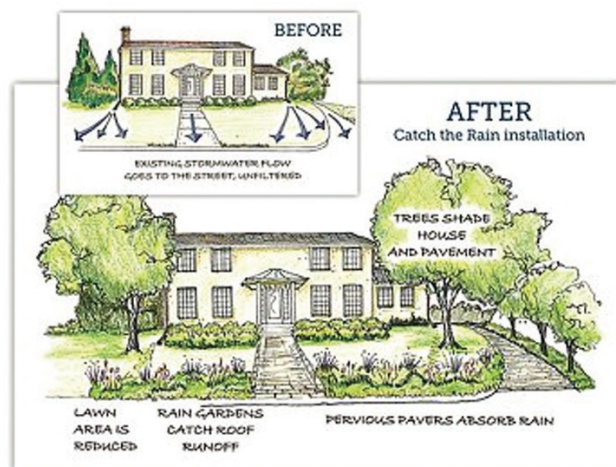 BEFORE
EXISTING STORMWATER FLOW
GOES TO THE STREET, UNFILTERED
AFTER
Catch the Rain installation
TREES SHADE
HOUSE
AND PAVEMENT
LAWN
AREA IS
REDUCED
RAIN GARDENS
CATCH ROOF
RUNOFF
PERVIOUS PAVERS ABSORB RAIN